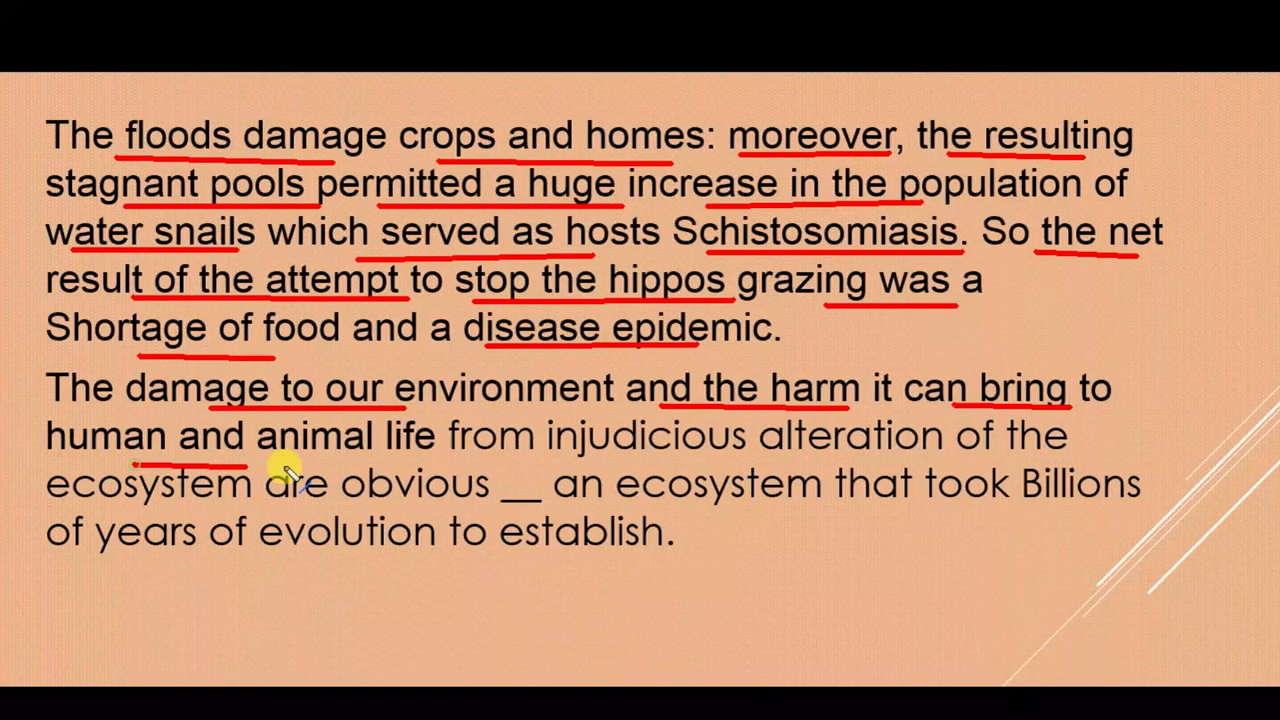 The floods damage crops and homes: moreover, the resulting
stagnant pools permitted a huge increase in the population of
water snails which served as hosts Schistosomiasis. So the net
result of the attempt to stop the hippos grazing was a
Shortage of food and a disease epidemic.
The damage to our environment and the harm it can bring to
human and animal life from injudicious alteration of the
ecosystem are obvious __ an ecosystem that took Billions
of years of evolution to establish.